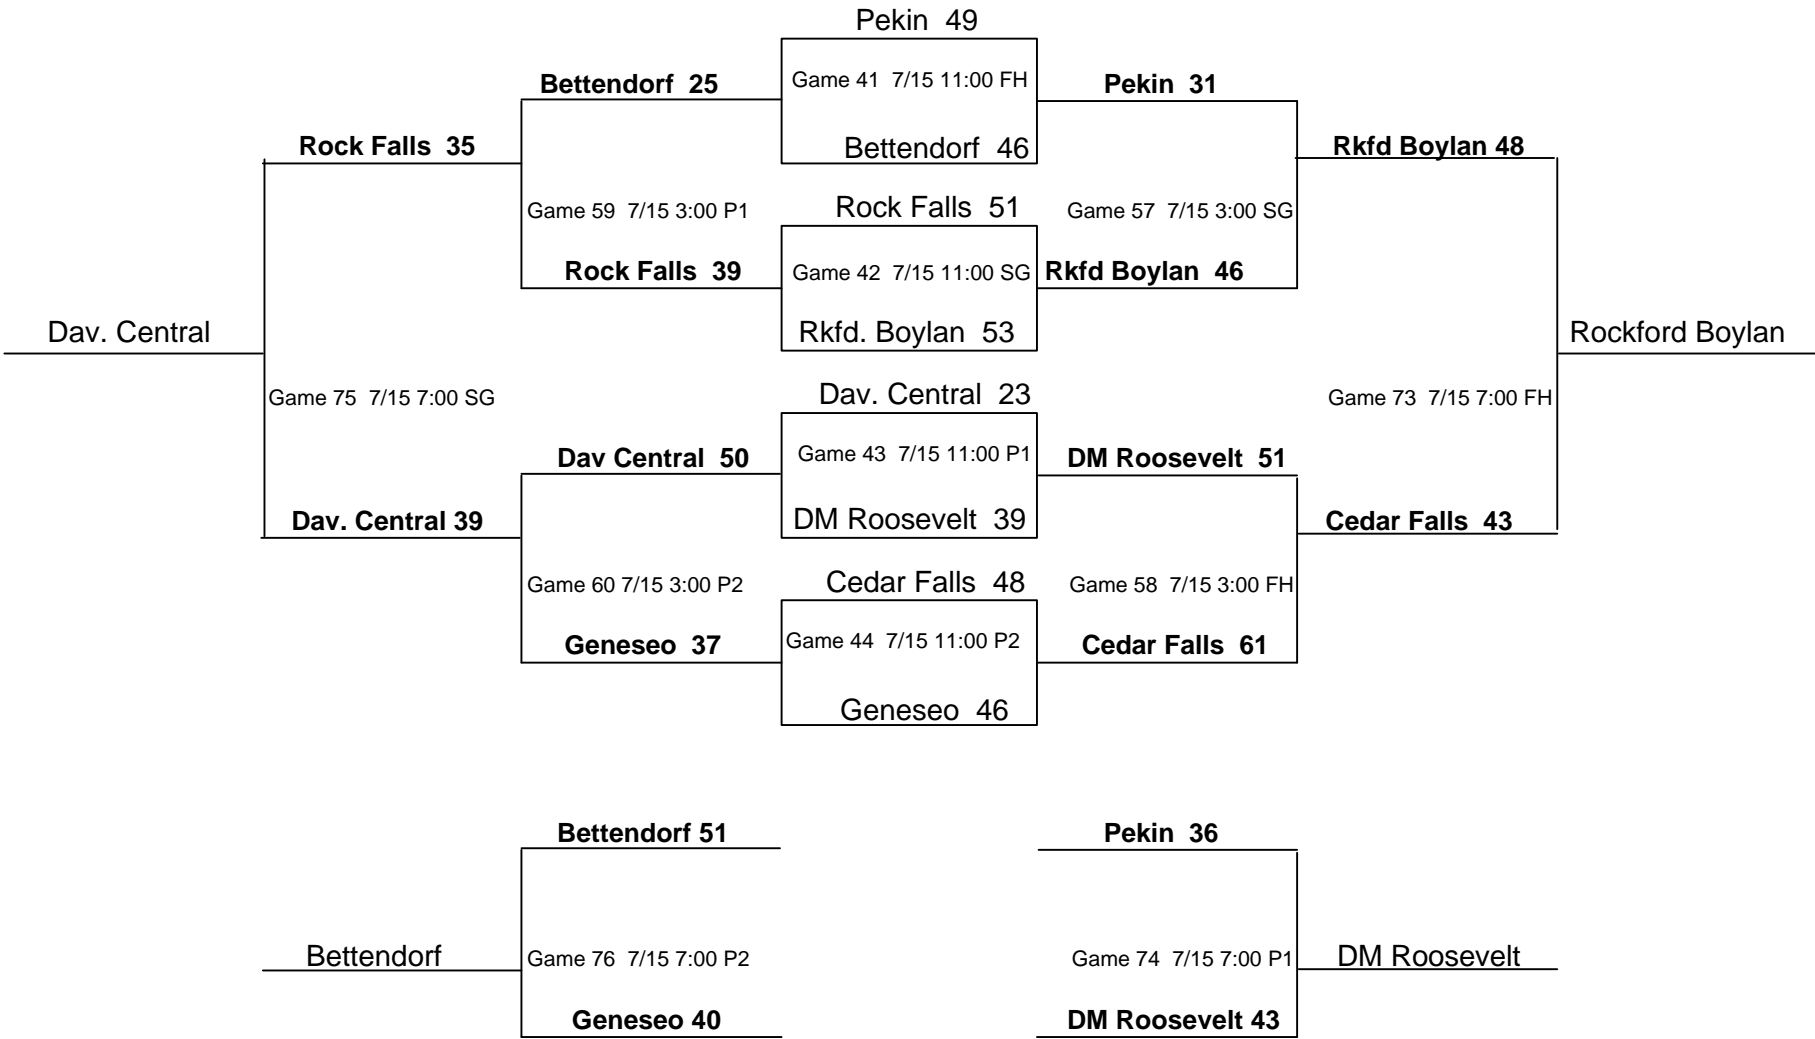 Pekin 49
Bettendorf 25
Game 41 7/15 11:00 FH
Pekin 31
Rock Falls 35
Bettendorf 46
Rkfd Boylan 48
Game 59 7/15 3:00 P1
Rock Falls 51
Game 57 7/15 3:00 SG
Rock Falls 39
Game 42 7/15 11:00 SG
Rkfd Boylan 46
Dav. Central
Rkfd. Boylan 53
Rockford Boylan
Game 75 7/15 7:00 SG
Dav. Central 23
Game 73 7/15 7:00 FH
Dav Central 50
Game 43 7/15 11:00 P1
DM Roosevelt 51
Dav. Central 39
DM Roosevelt 39
Cedar Falls 43
Game 60 7/15 3:00 P2
Cedar Falls 48
Game 58 7/15 3:00 FH
Geneseo 37
Game 44 7/15 11:00 P2
Cedar Falls 61
Geneseo 46
Bettendorf 51
Pekin 36
Bettendorf
Game 76 7/15 7:00 P2
Game 74 7/15 7:00 P1
DM Roosevelt
Geneseo 40
DM Roosevelt 43